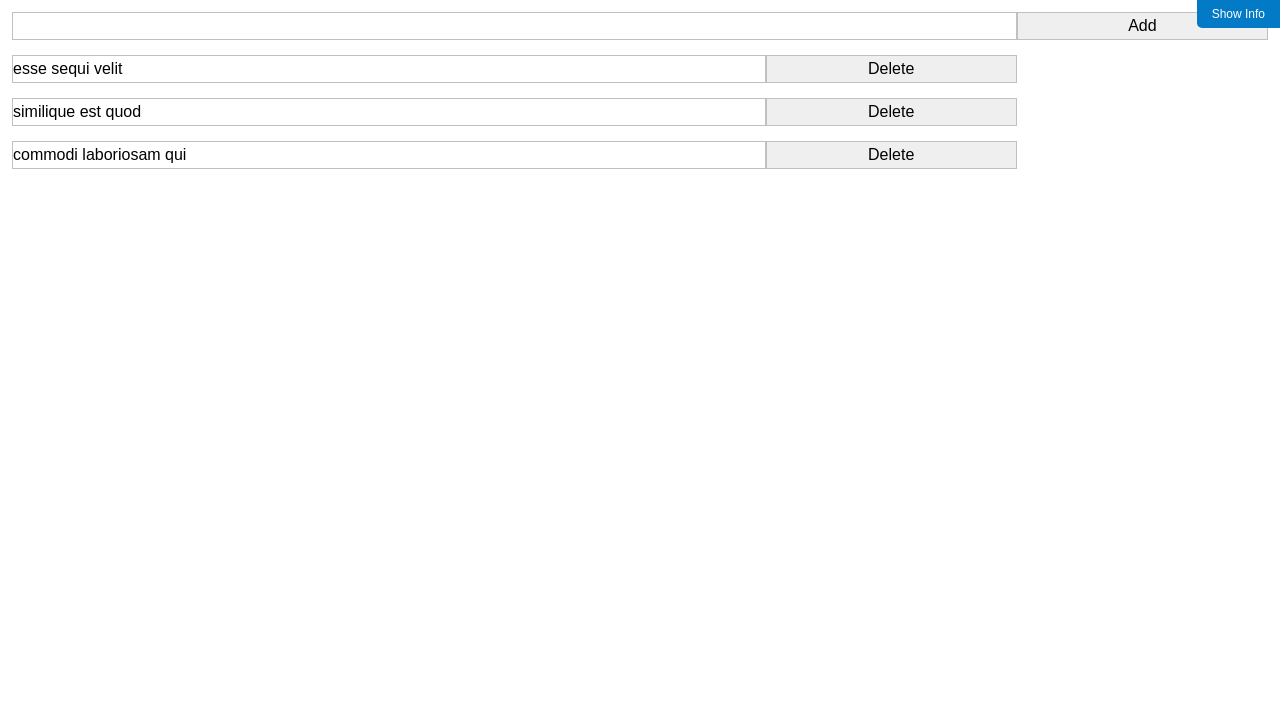 Show Info
Add
esse sequi velit Delete
similique est quod Delete
commodi laboriosam qui Delete